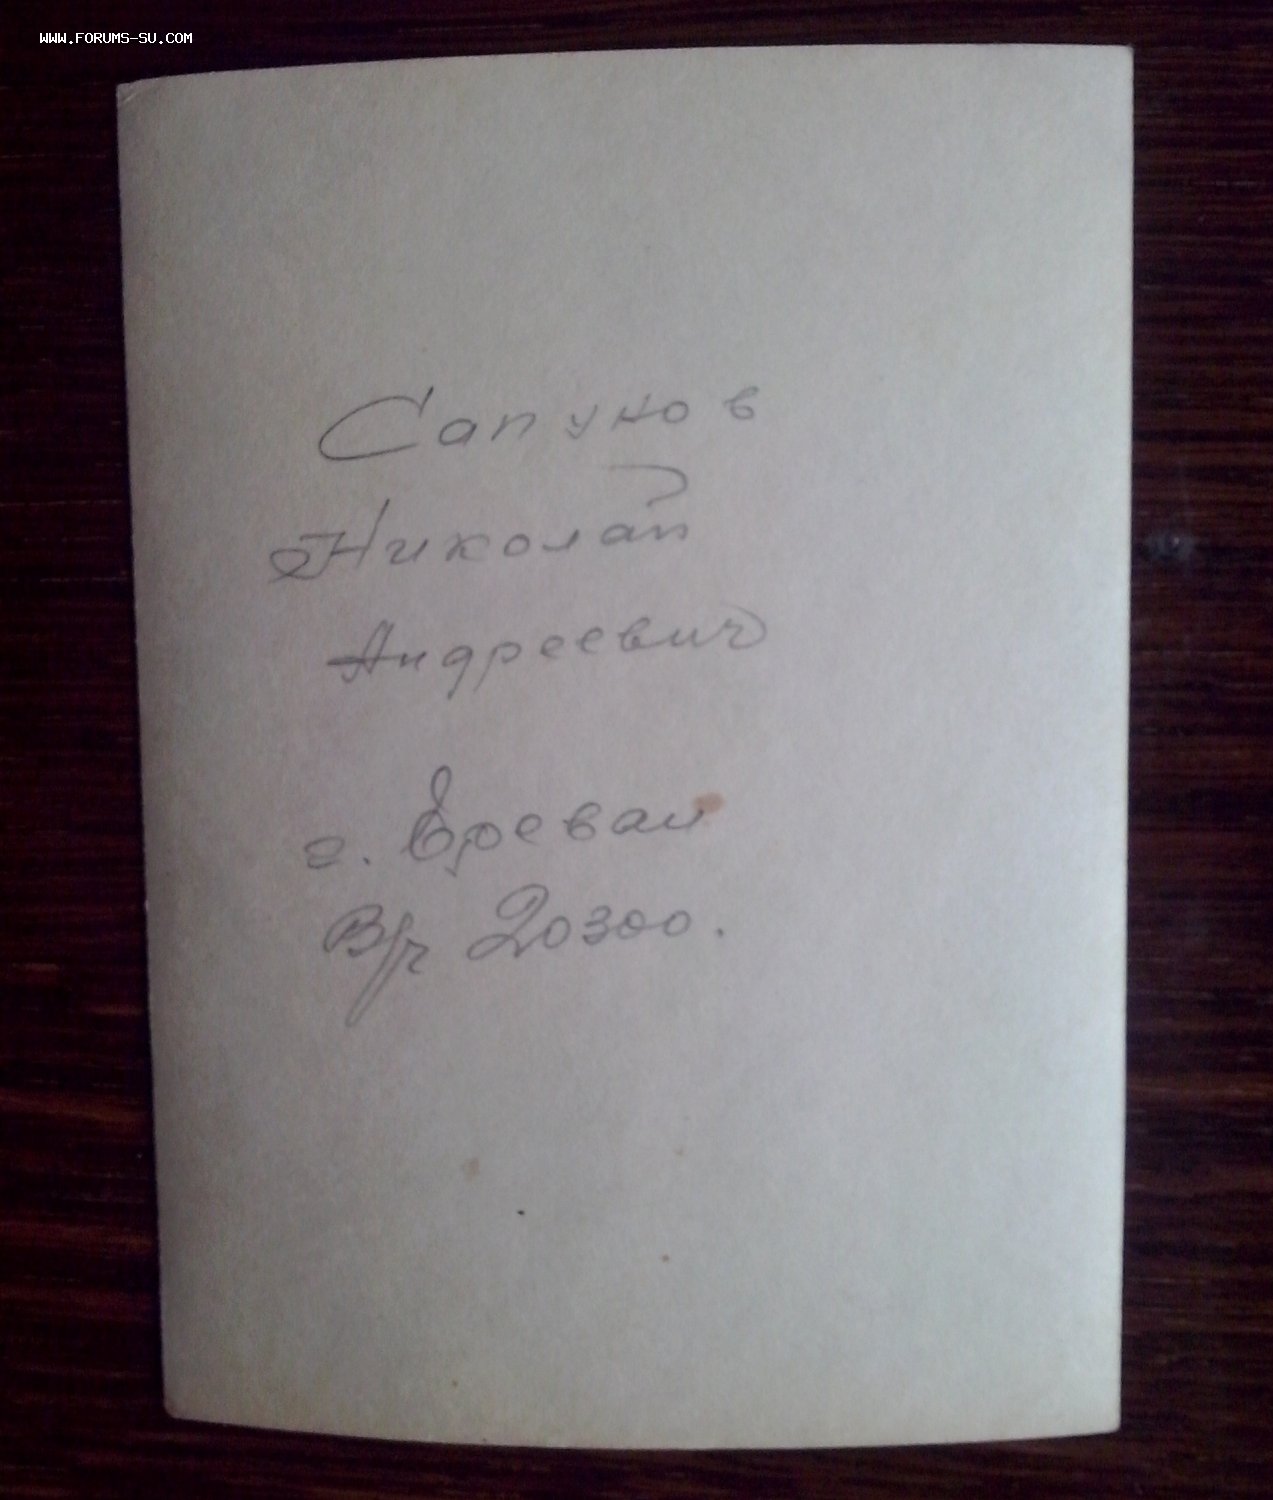 www.forums-su.com
Сапунов
Николай
Андреевич
г. Ереван
В/ч 20300.